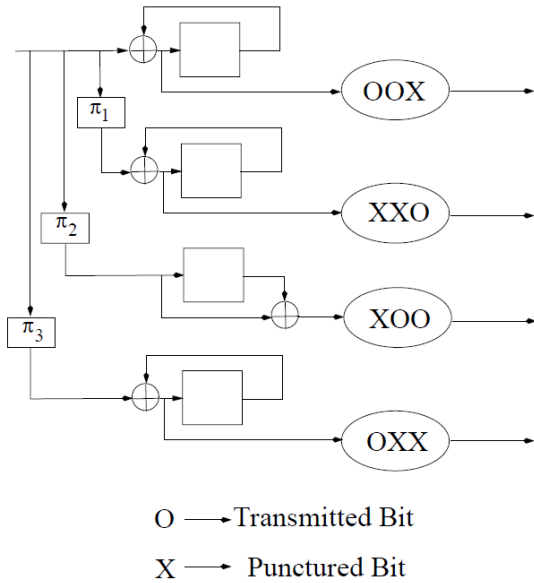 OOX
π1
XXO
π2
XOO
π3
OXX
O → Transmitted Bit
X → Punctured Bit